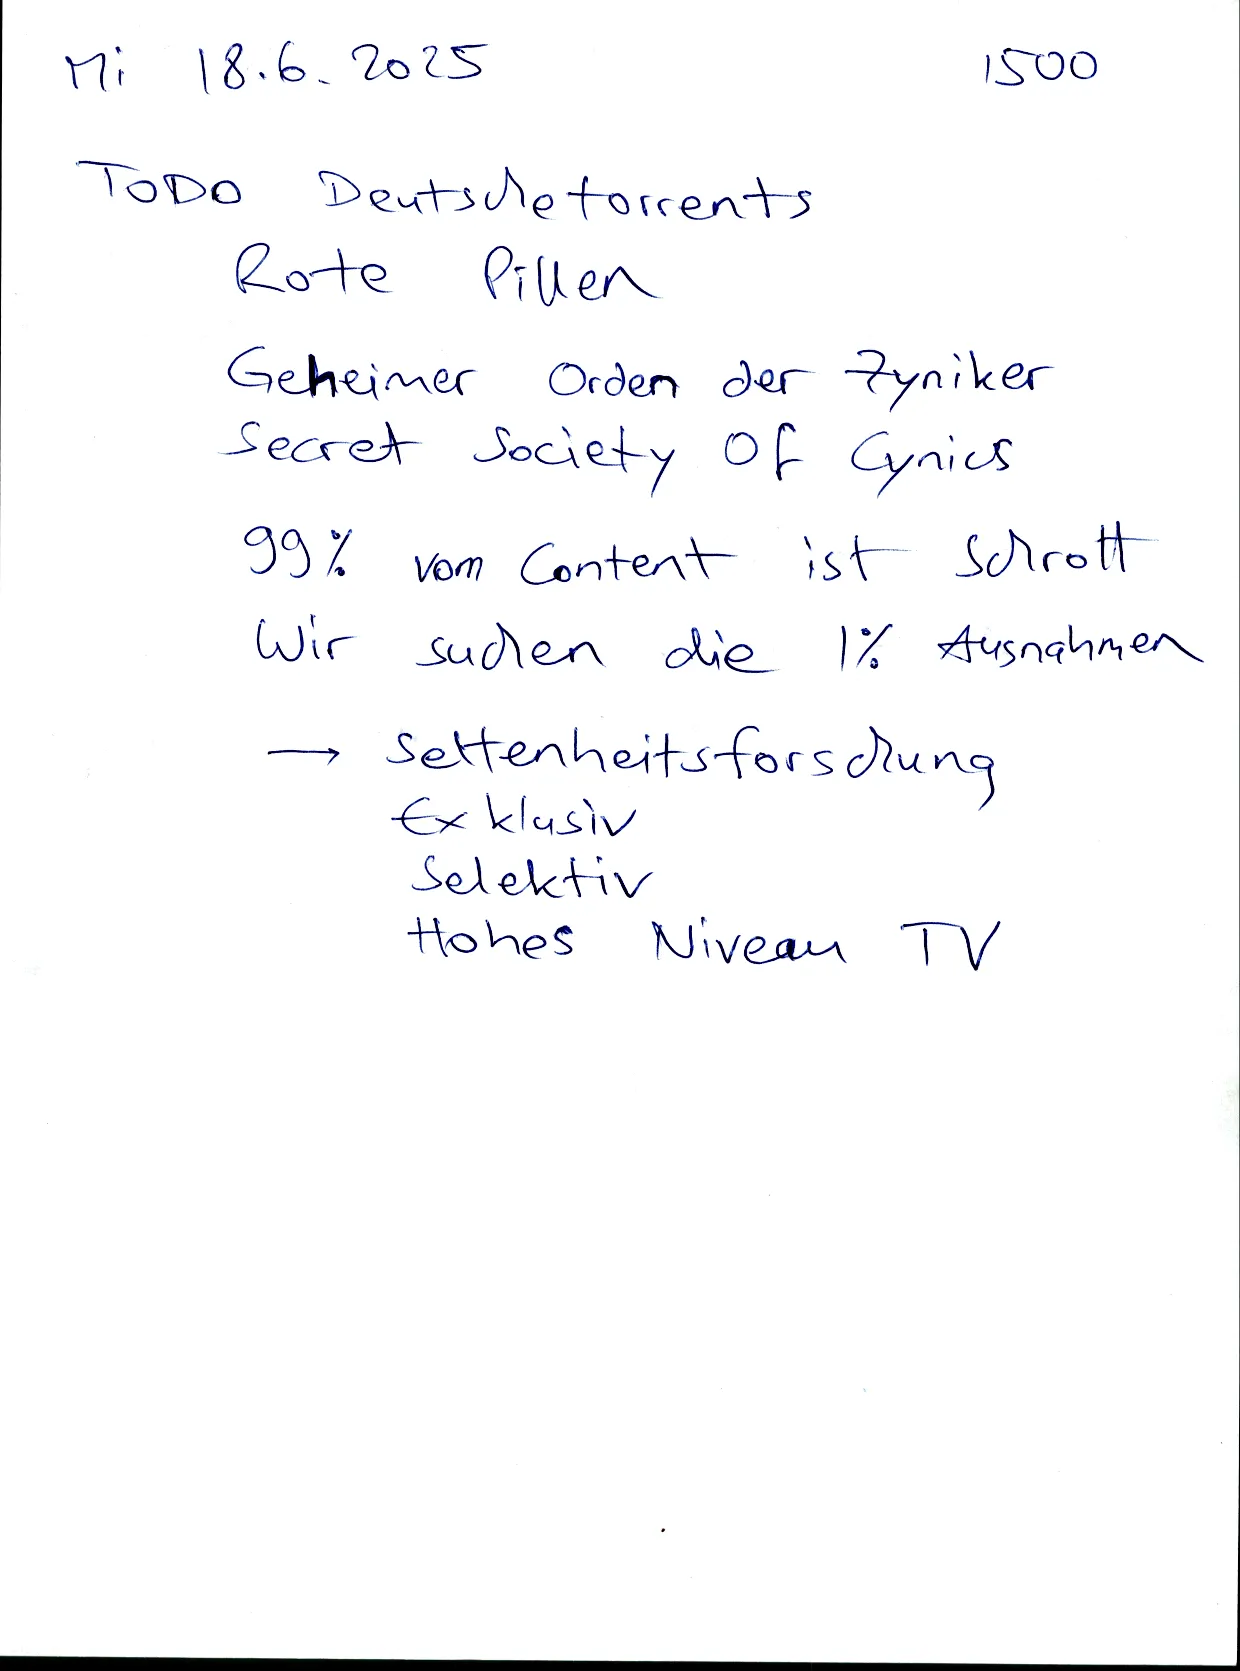 Mi 18.6.2025 1500
TODO Deutschetorrents
Rote Pillen
Geheimer Orden der Zyniker
Secret Society Of Cynics
99% vom Content ist Schrott
Wir suchen die 1% Ausnahmen
→ Seltenheitsforschung
Exklusiv
Selektiv
Hohes Niveau TV